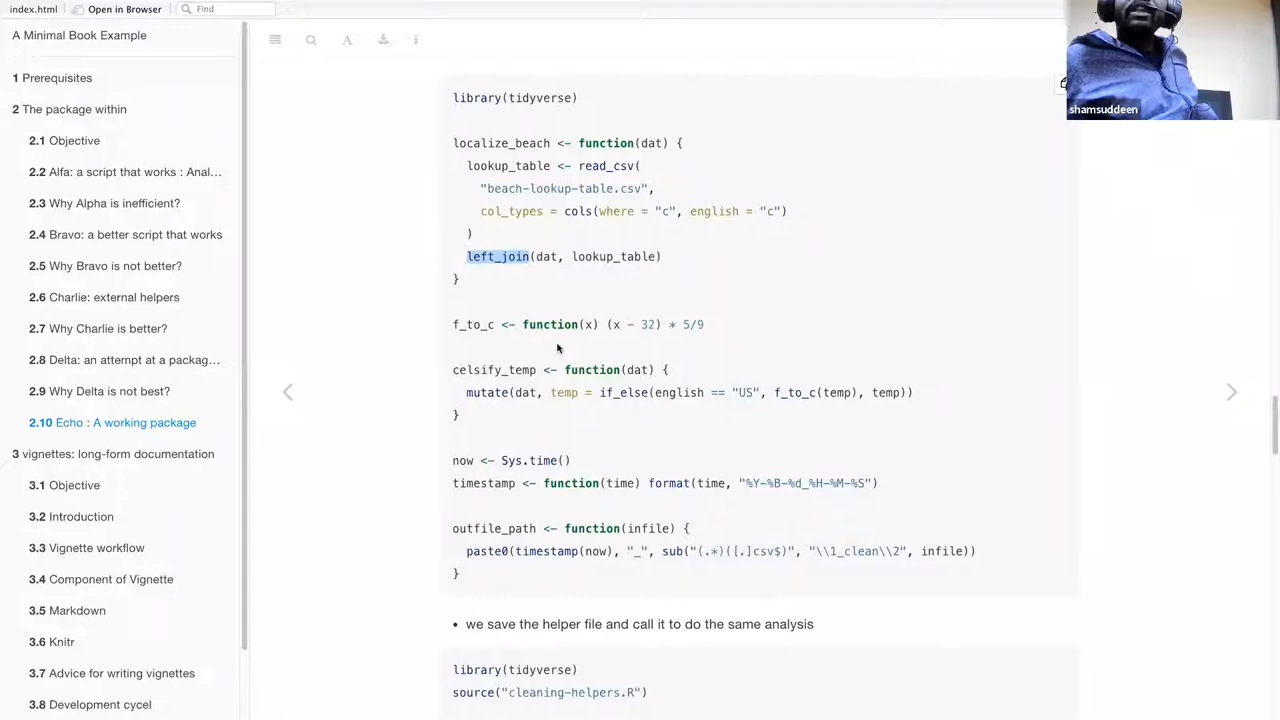 index.html
Open in Browser
Find
A Minimal Book Example
1 Prerequisites
2 The package within
2.1 Objective
2.2 Alfa: a script that works : Anal…
2.3 Why Alpha is inefficient?
2.4 Bravo: a better script that works
2.5 Why Bravo is not better?
2.6 Charlie: external helpers
2.7 Why Charlie is better?
2.8 Delta: an attempt at a packag…
2.9 Why Delta is not best?
2.10 Echo : A working package
3 vignettes: long-form documentation
3.1 Objective
3.2 Introduction
3.3 Vignette workflow
3.4 Component of Vignette
3.5 Markdown
3.6 Knitr
3.7 Advice for writing vignettes
3.8 Development cycel
library(tidyverse)
localize_beach <- function(dat) {
lookup_table <- read_csv(
"beach-lookup-table.csv",
col_types = cols(where = "c", english = "c")
)
left_join(dat, lookup_table)
}
f_to_c <- function(x) (x - 32) * 5/9
celsify_temp <- function(dat) {
mutate(dat, temp = if_else(english == "US", f_to_c(temp), temp))
}
now <- Sys.time()
timestamp <- function(time) format(time, "%Y-%B-%d_%H-%M-%S")
outfile_path <- function(infile) {
paste0(timestamp(now), "_", sub("(.*)([.]csv$)", "\\1_clean\\2", infile))
}
• we save the helper file and call it to do the same analysis
library(tidyverse)
source("cleaning-helpers.R")
shamsuddeen